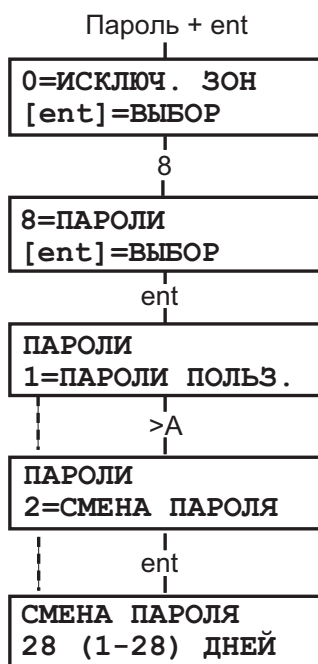 Пароль + ent
0=ИСКЛЮЧ. ЗОН
[ent]=ВЫБОР
8
8=ПАРОЛИ
[ent]=ВЫБОР
ent
ПАРОЛИ
1=ПАРОЛИ ПОЛЬЗ.
>A
ПАРОЛИ
2=СМЕНА ПАРОЛЯ
ent
СМЕНА ПАРОЛЯ
28 (1-28) ДНЕЙ